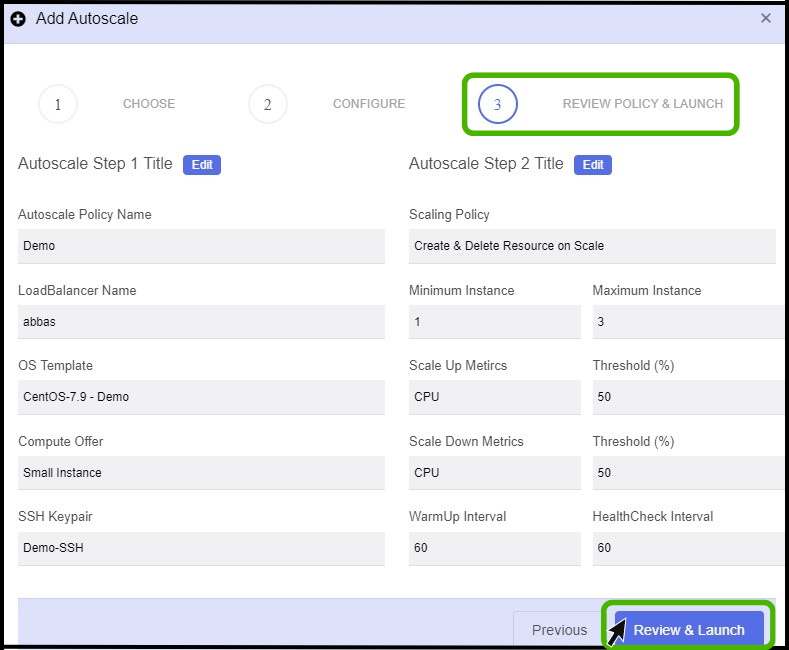 Add Autoscale ×
1 CHOOSE 2 CONFIGURE 3 REVIEW POLICY & LAUNCH
Autoscale Step 1 Title Edit Autoscale Step 2 Title Edit
Autoscale Policy Name Scaling Policy
Demo Create & Delete Resource on Scale
LoadBalancer Name Minimum Instance Maximum Instance
abbas 1 3
OS Template Scale Up Metircs Threshold (%)
CentOS-7.9 - Demo CPU 50
Compute Offer Scale Down Metrics Threshold (%)
Small Instance CPU 50
SSH Keypair WarmUp Interval HealthCheck Interval
Demo-SSH 60 60
Previous Review & Launch